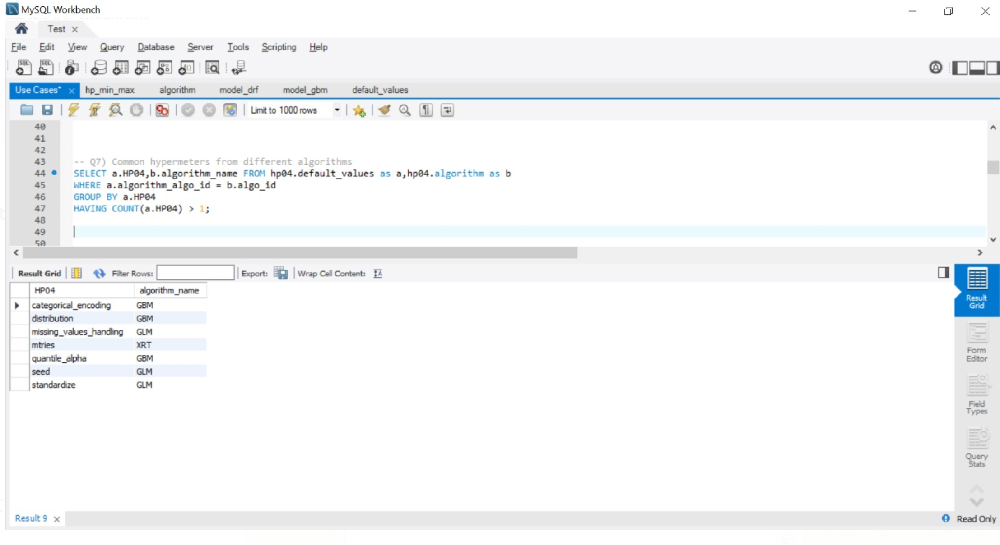 MySQL Workbench
Test
File Edit View Query Database Server Tools Scripting Help
Use Cases* hp_min_max algorithm model_drf model_gbm default_values
Limit to 1000 rows
40
41
42
43 -- Q7) Common hypermeters from different algorithms
44 SELECT a.HP04,b.algorithm_name FROM hp04.default_values as a,hp04.algorithm as b
45 WHERE a.algorithm_algo_id = b.algo_id
46 GROUP BY a.HP04
47 HAVING COUNT(a.HP04) > 1;
48
49
50
Result Grid Filter Rows: Export: Wrap Cell Content:
HP04 algorithm_name
categorical_encoding GBM
distribution GBM
missing_values_handling GLM
mtries XRT
quantile_alpha GBM
seed GLM
standardize GLM
Result
Grid
Form
Editor
Field
Types
Query
Stats
Result 9
Read Only